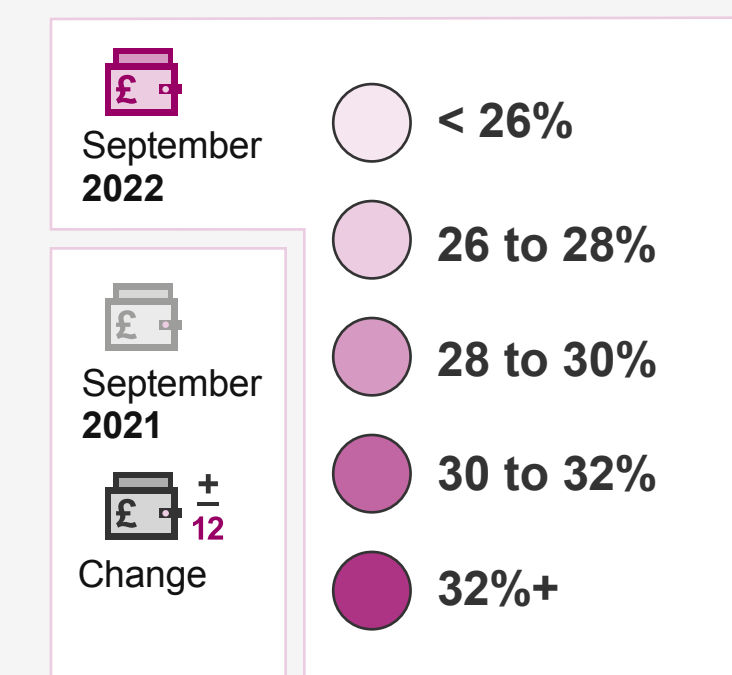 £
September
2022
£
September
2021
£
+
12
Change
< 26%
26 to 28%
28 to 30%
30 to 32%
32%+